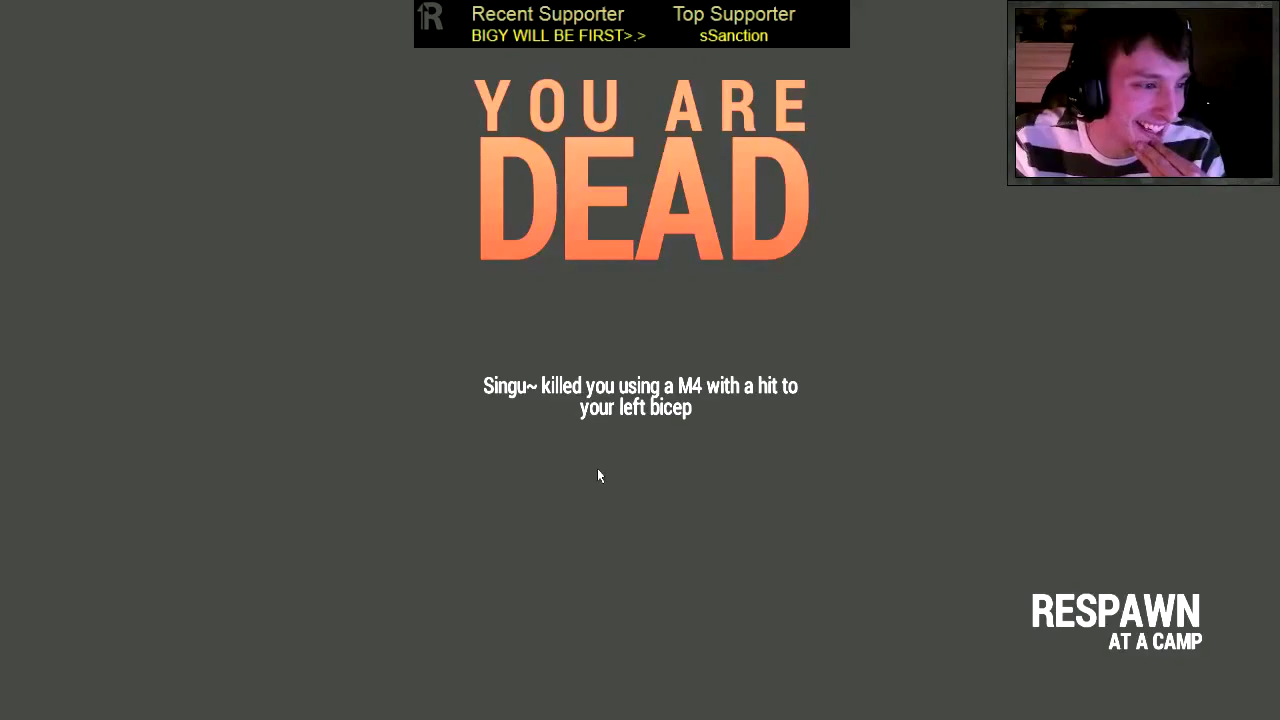 Recent Supporter
Top Supporter
BIGY WILL BE FIRST>.>
sSanction
YOU ARE
DEAD
Singu~ killed you using a M4 with a hit to
your left bicep
RESPAWN
AT A CAMP